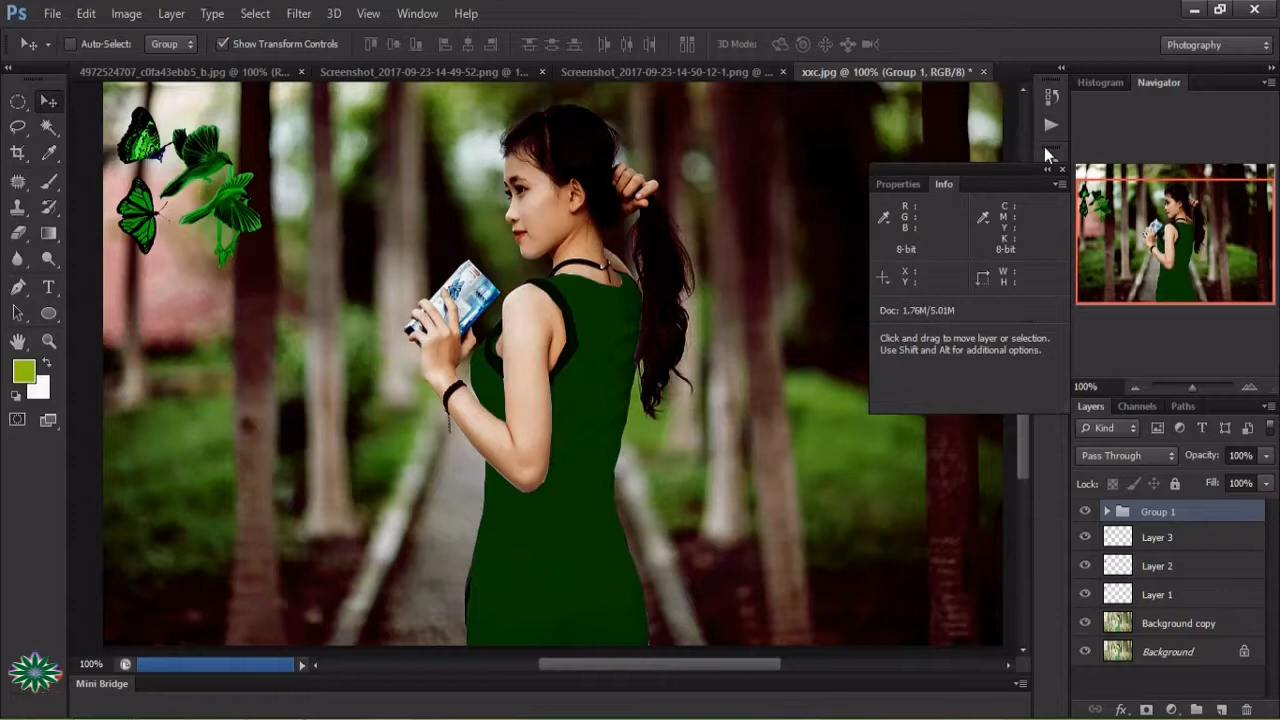 Ps File Edit Image Layer Type Select Filter 3D View Window Help
Auto-Select: Group Show Transform Controls 3D Mode: Photography
4972524707_c0fa43ebb5_b.jpg @ 100% (R... × Screenshot_2017-09-23-14-49-52.png @ 1... × Screenshot_2017-09-23-14-50-12-1.png @ ... × xxc.jpg @ 100% (Group 1, RGB/8) * ×
Histogram Navigator
Properties Info
R : C :
G : M :
B : Y :
K :
8-bit 8-bit
X : W :
Y : H :
Doc: 1.76M/5.01M
Click and drag to move layer or selection.
Use Shift and Alt for additional options.
100%
Layers Channels Paths
Kind
Pass Through Opacity: 100%
Lock: Fill: 100%
Group 1
Layer 3
Layer 2
Layer 1
Background copy
Background
100%
Mini Bridge